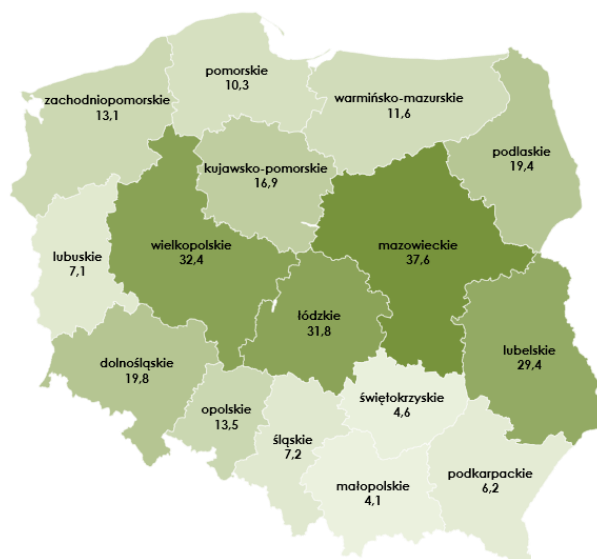 pomorskie
10,3
zachodniopomorskie
13,1
warmińsko-mazurskie
11,6
podlaskie
19,4
kujawsko-pomorskie
16,9
wielkopolskie
32,4
mazowieckie
37,6
lubuskie
7,1
łódzkie
31,8
lubelskie
29,4
dolnośląskie
19,8
świętokrzyskie
4,6
opolskie
13,5
śląskie
7,2
podkarpackie
6,2
małopolskie
4,1